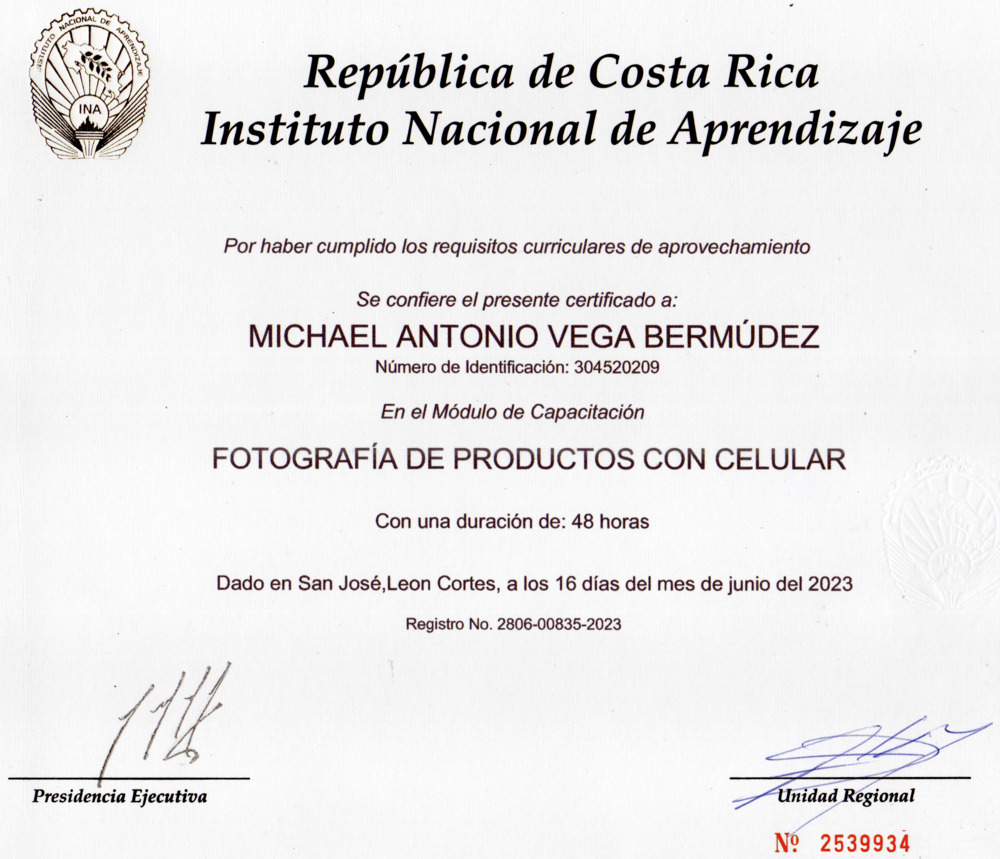 INSTITUTO NACIONAL DE APRENDIZAJE
INA
República de Costa Rica
Instituto Nacional de Aprendizaje
Por haber cumplido los requisitos curriculares de aprovechamiento
Se confiere el presente certificado a:
MICHAEL ANTONIO VEGA BERMÚDEZ
Número de Identificación: 304520209
En el Módulo de Capacitación
FOTOGRAFÍA DE PRODUCTOS CON CELULAR
Con una duración de: 48 horas
Dado en San José,Leon Cortes, a los 16 días del mes de junio del 2023
Registro No. 2806-00835-2023
Presidencia Ejecutiva
Unidad Regional
Nº 2539934